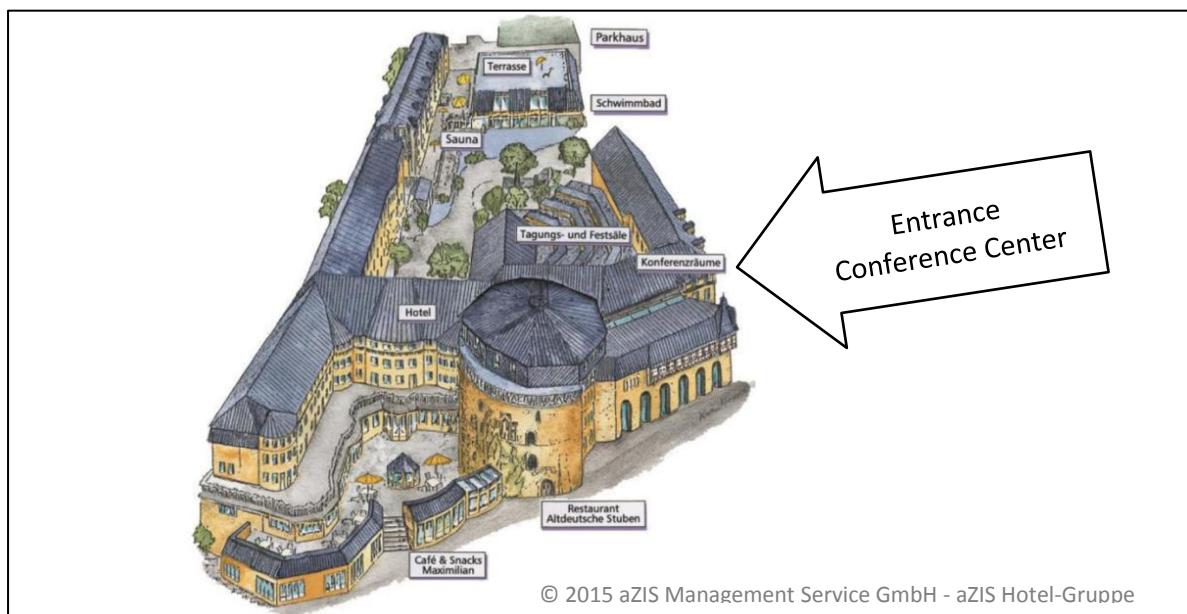 Parkhaus
Terrasse
Schwimmbad
Sauna
Entrance
Conference Center
Tagungs- und Festsäle
Konferenzräume
Hotel
Restaurant
Altdeutsche Stuben
Café & Snacks
Maximilian
© 2015 aZIS Management Service GmbH - aZIS Hotel-Gruppe